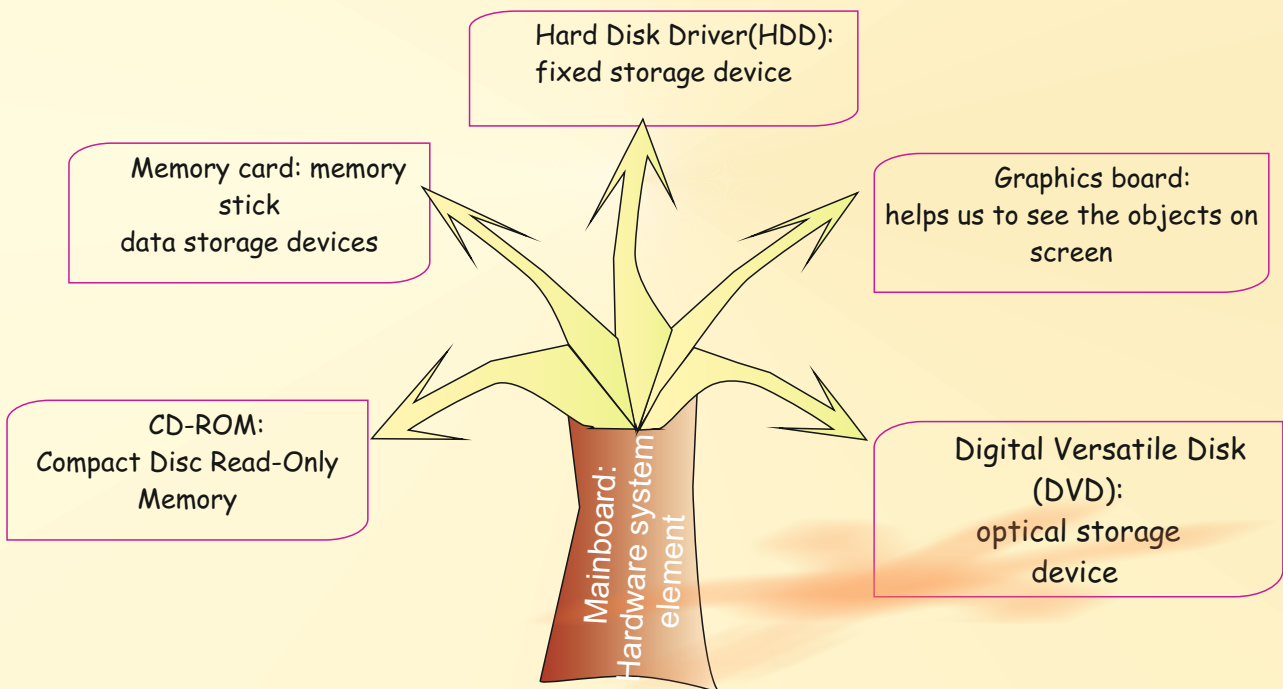 Hard Disk Driver(HDD):
fixed storage device
Memory card: memory
stick
data storage devices
Graphics board:
helps us to see the objects on
screen
CD-ROM:
Compact Disc Read-Only
Memory
Digital Versatile Disk
(DVD):
optical storage
device
Mainboard:
Hardware system
element